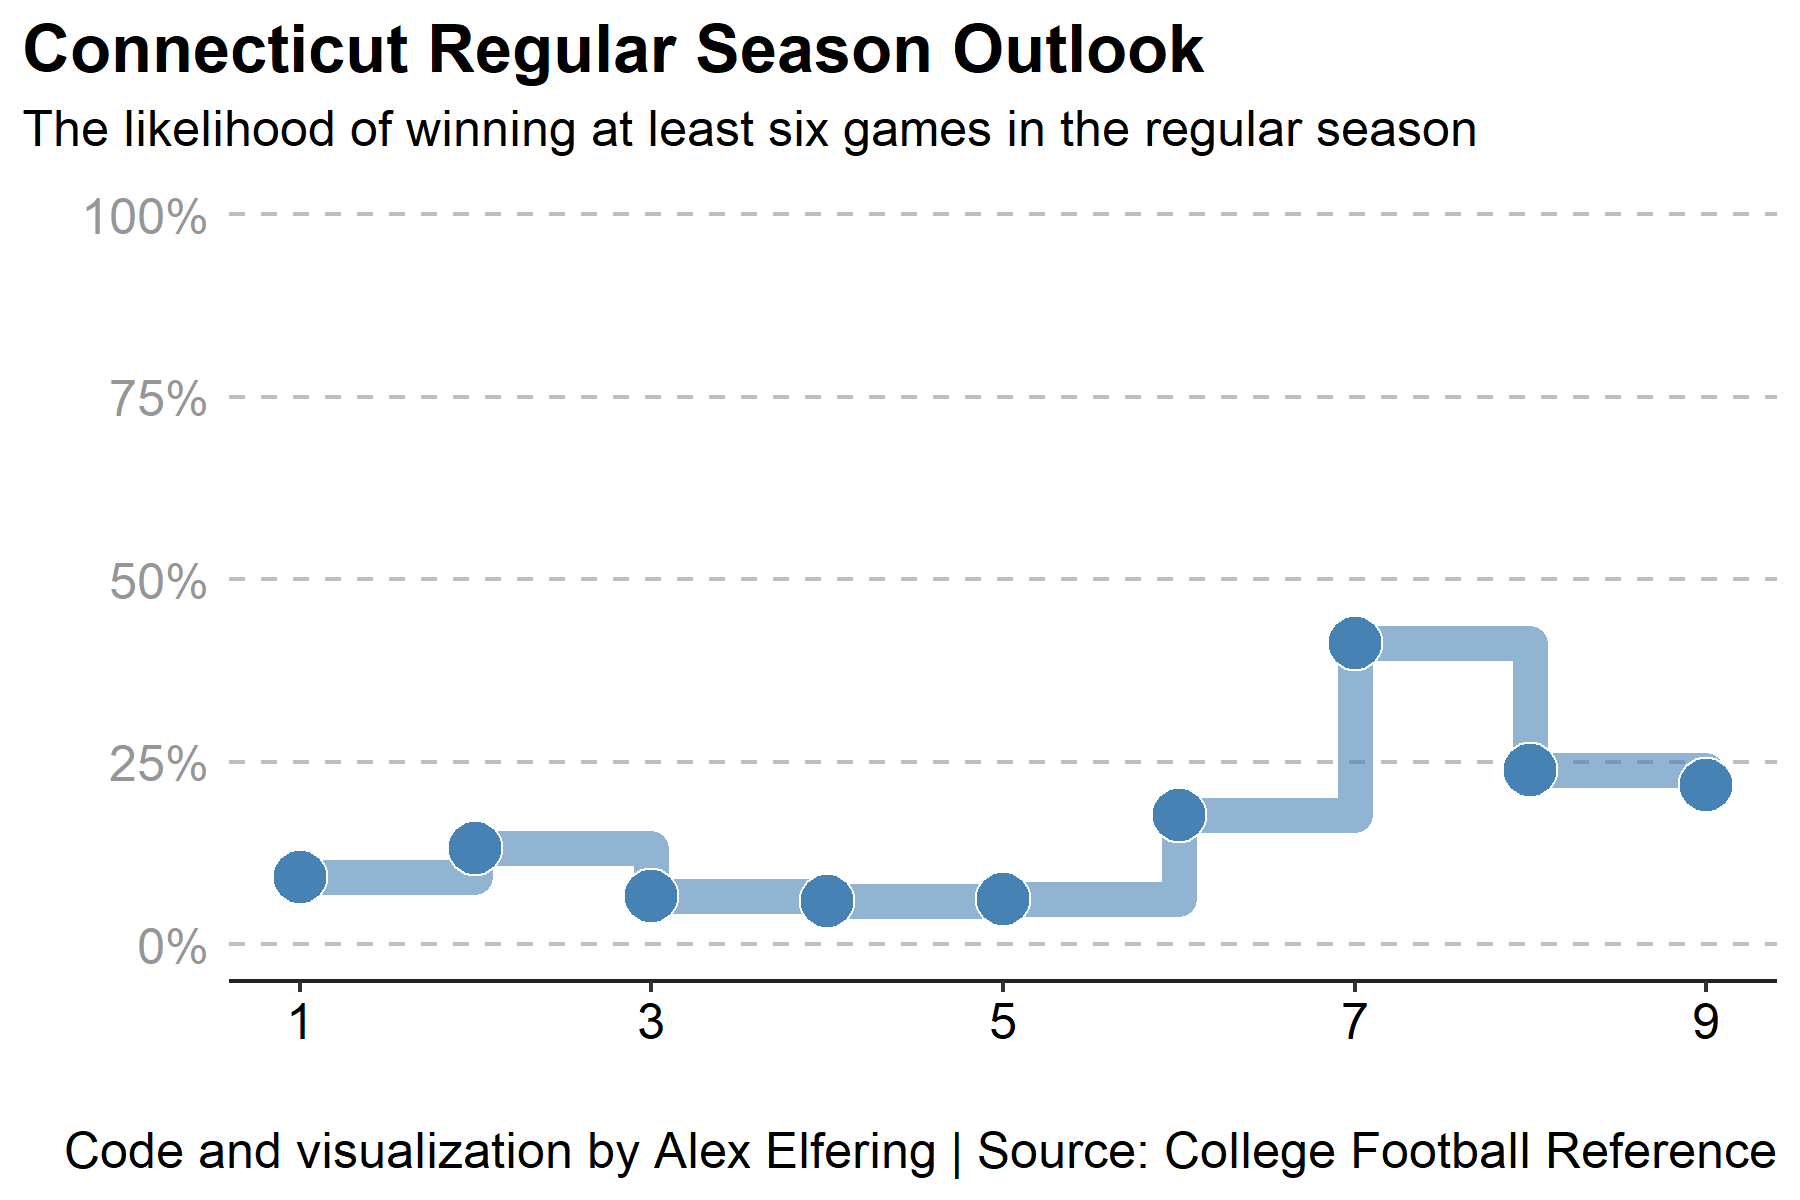 Connecticut Regular Season Outlook
The likelihood of winning at least six games in the regular season
100%
75%
50%
25%
0%
1 3 5 7 9
Code and visualization by Alex Elfering | Source: College Football Reference